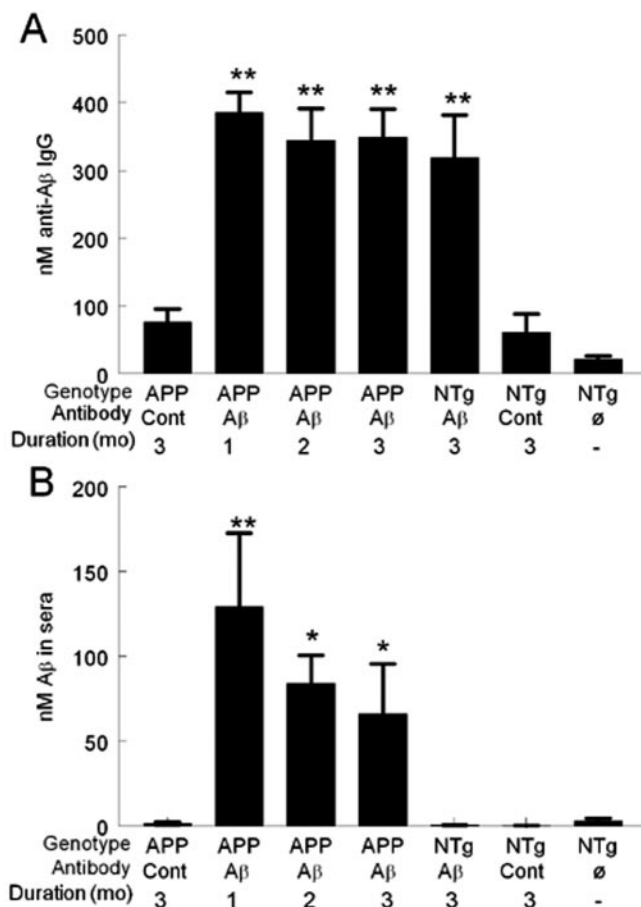 A
nM anti-Aβ IgG
500
400
300
200
100
0
**
**
**
**
Genotype APP APP APP APP NTg NTg NTg
Antibody Cont Aβ Aβ Aβ Aβ Cont ø
Duration (mo) 3 1 2 3 3 3 -
B
nM Aβ in sera
200
150
100
50
0
**
*
*
Genotype APP APP APP APP NTg NTg NTg
Antibody Cont Aβ Aβ Aβ Aβ Cont ø
Duration (mo) 3 1 2 3 3 3 -